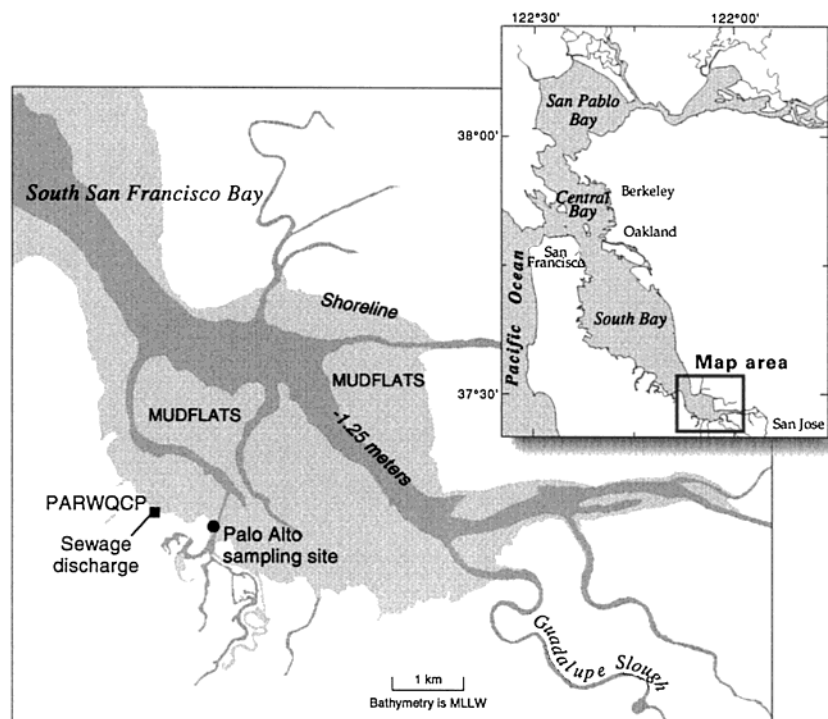 122°30'
122°00'
San Pablo
Bay
38°00'
Central
Bay
Berkeley
Oakland
San
Francisco
Pacific Ocean
South Bay
Map area
37°30'
San Jose
South San Francisco Bay
Shoreline
MUDFLATS
MUDFLATS
-1.25 meters
PARWQCP
Sewage
discharge
Palo Alto
sampling site
Guadalupe Slough
1 km
Bathymetry is MLLW